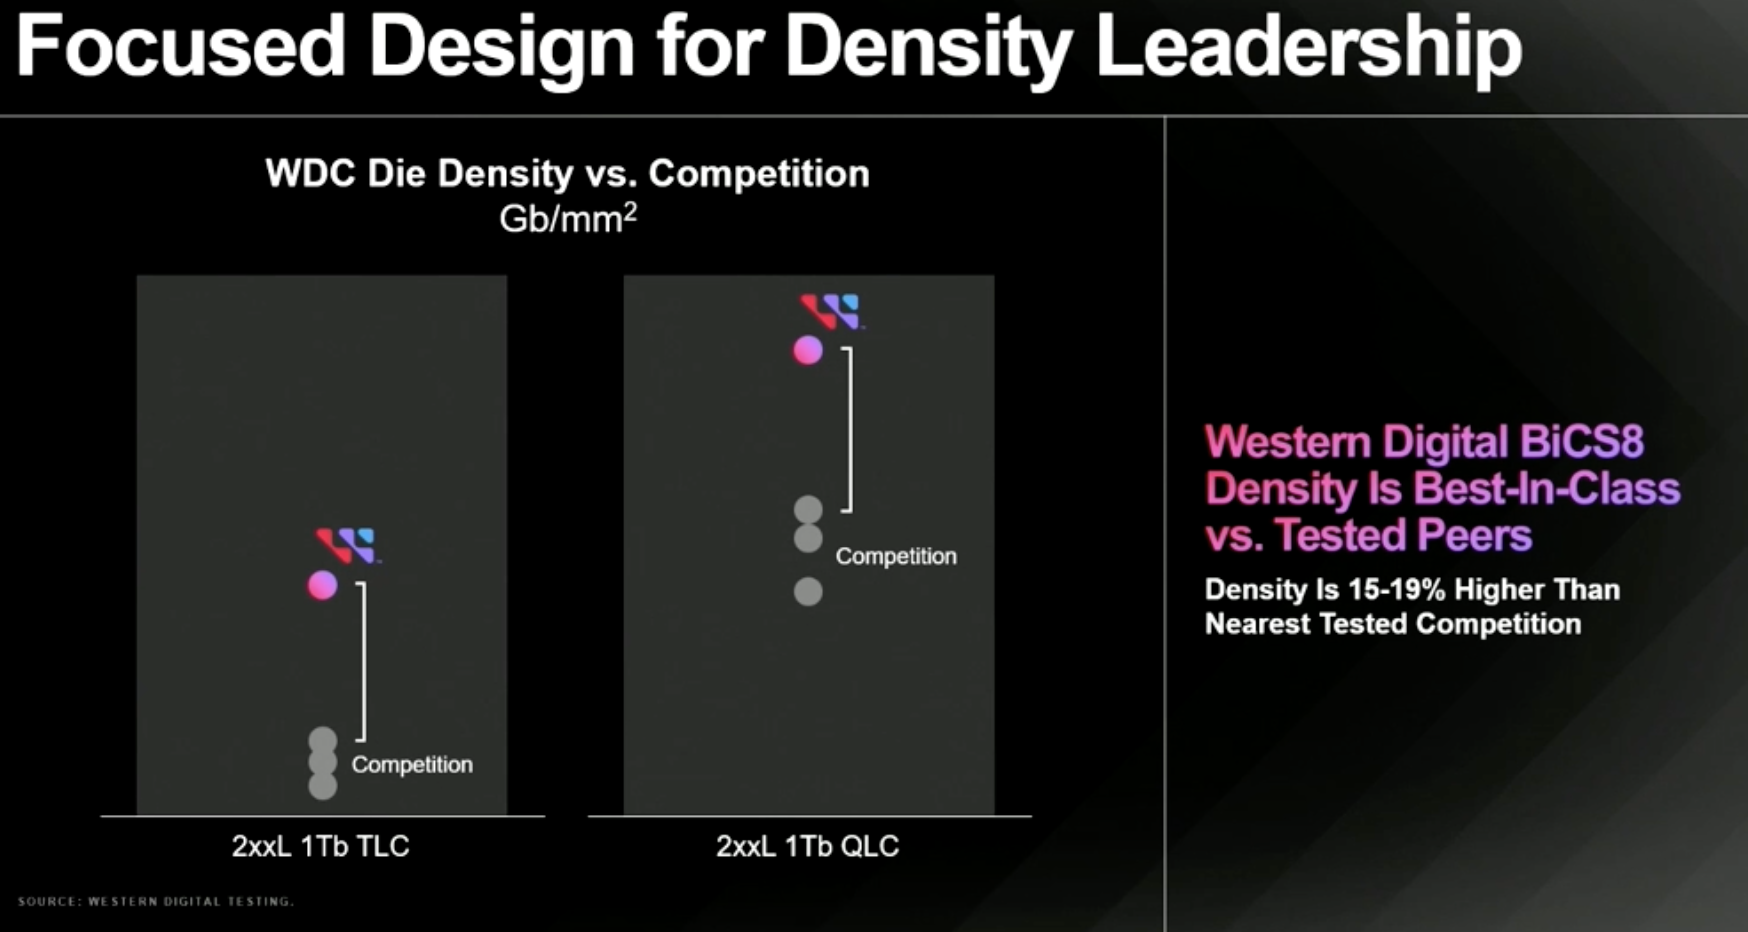 Focused Design for Density Leadership
WDC Die Density vs. Competition
Gb/mm²
Competition
2xxL 1Tb TLC
Competition
2xxL 1Tb QLC
Western Digital BiCS8
Density Is Best-In-Class
vs. Tested Peers
Density Is 15-19% Higher Than
Nearest Tested Competition
SOURCE: WESTERN DIGITAL TESTING.